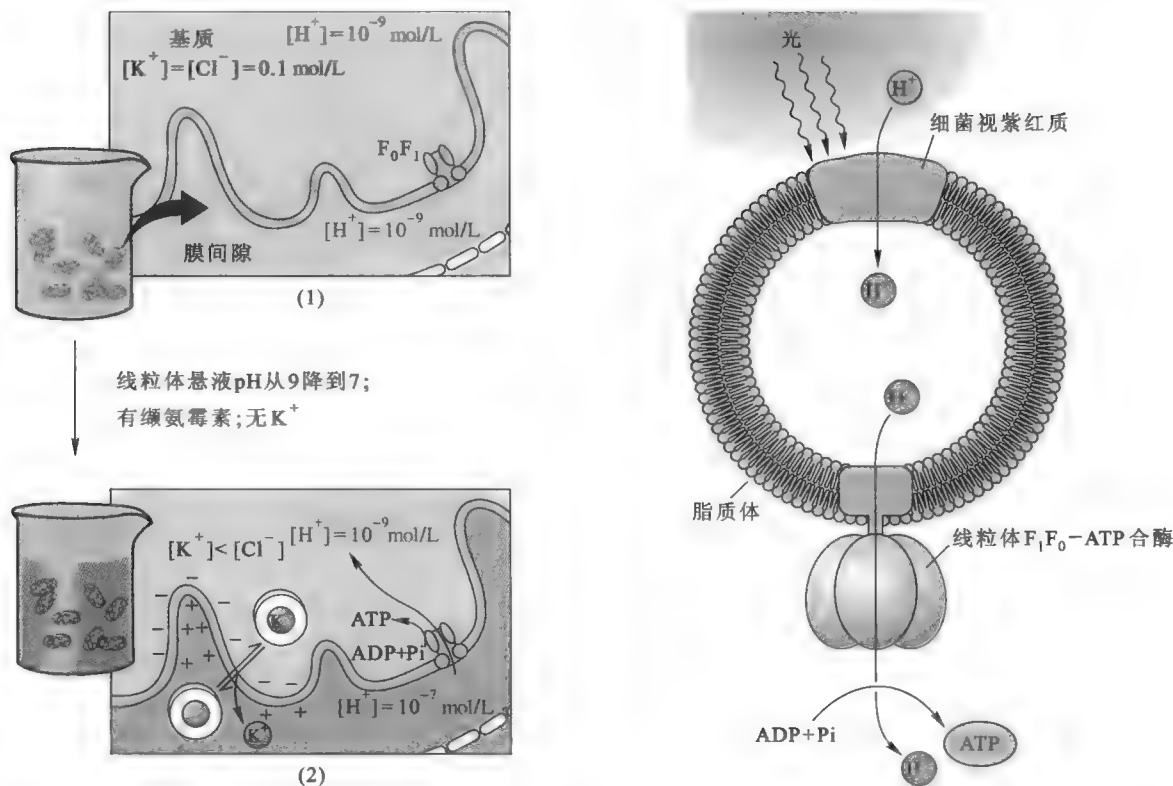 基质
[H⁺]=10⁻⁹ mol/L
[K⁺]=[Cl⁻]=0.1 mol/L
F₀F₁
[H⁺]=10⁻⁹ mol/L
膜间隙
(1)
线粒体悬液pH从9降到7;
有缬氨霉素;无K⁺
[K⁺]<[Cl⁻]
[H⁺]=10⁻⁹mol/L
K
ATP
ADP+Pi
[H⁺]=10⁻⁷ mol/L
K⁺
(2)
光
H⁺
细菌视紫红质
脂质体
线粒体F₁F₀-ATP合酶
ADP+Pi
ATP